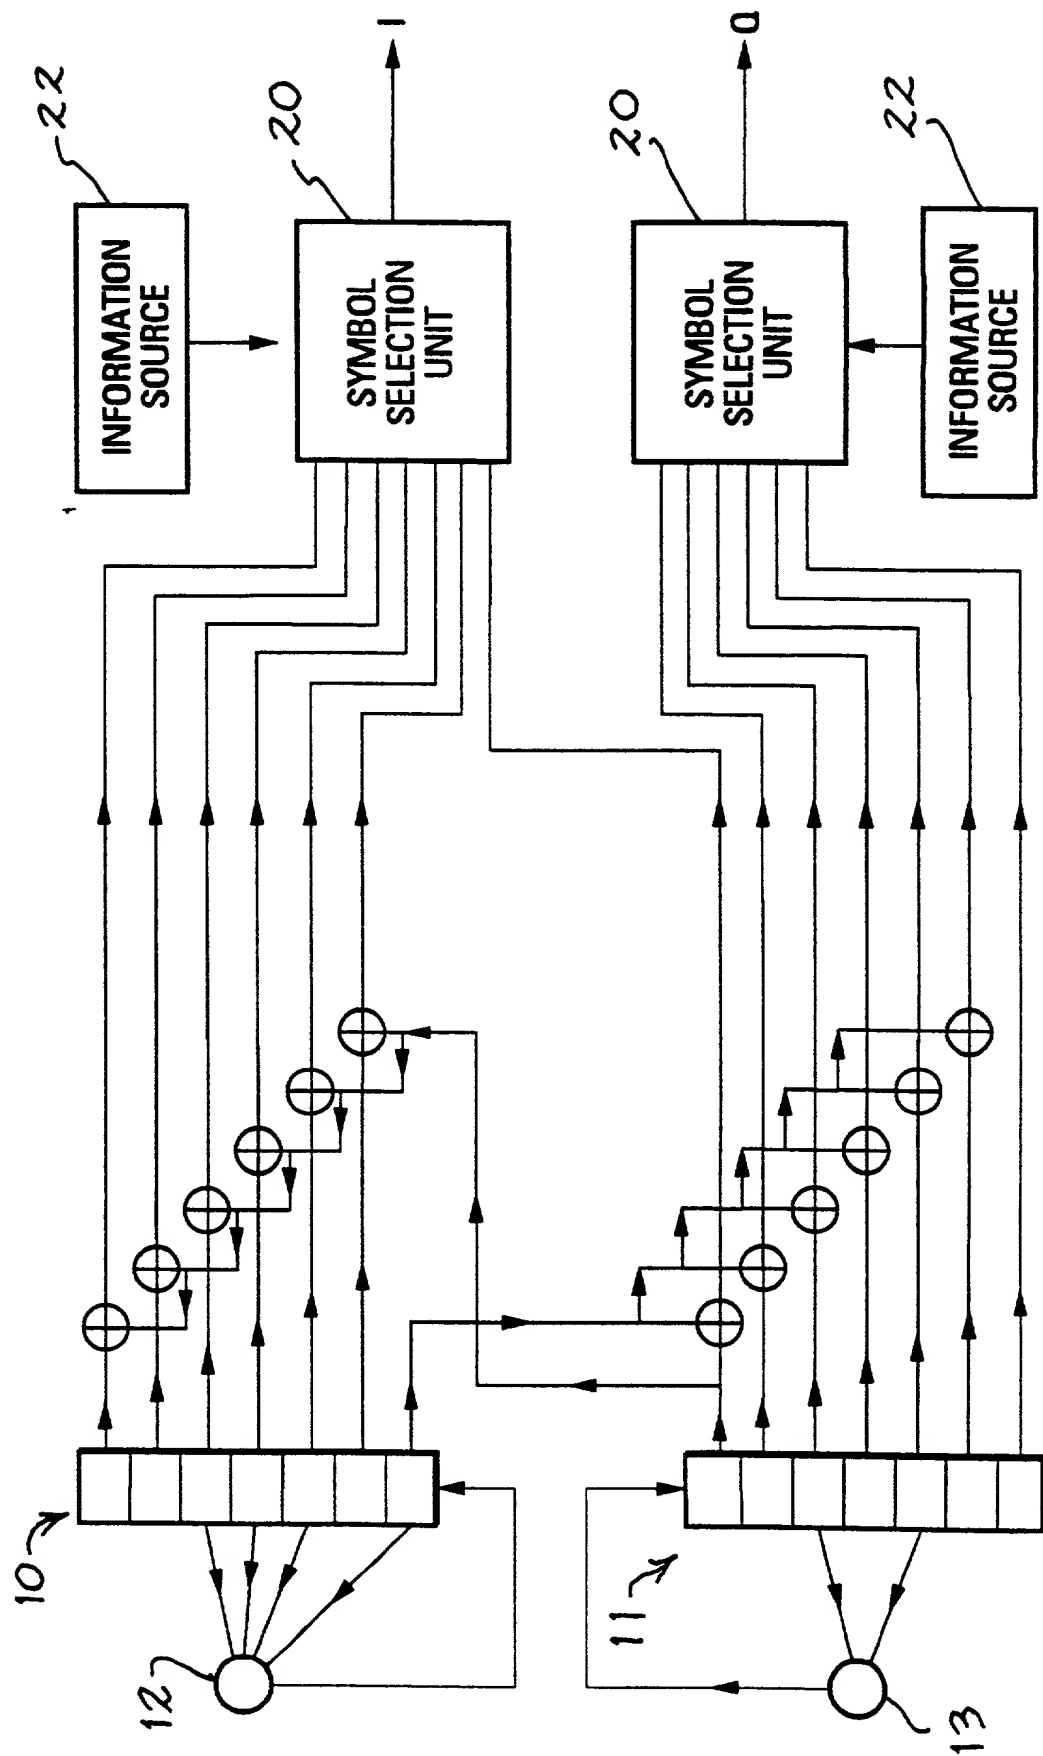 10
12
11
13
INFORMATION
SOURCE
22
SYMBOL
SELECTION
UNIT
20
I
SYMBOL
SELECTION
UNIT
20
Q
INFORMATION
SOURCE
22